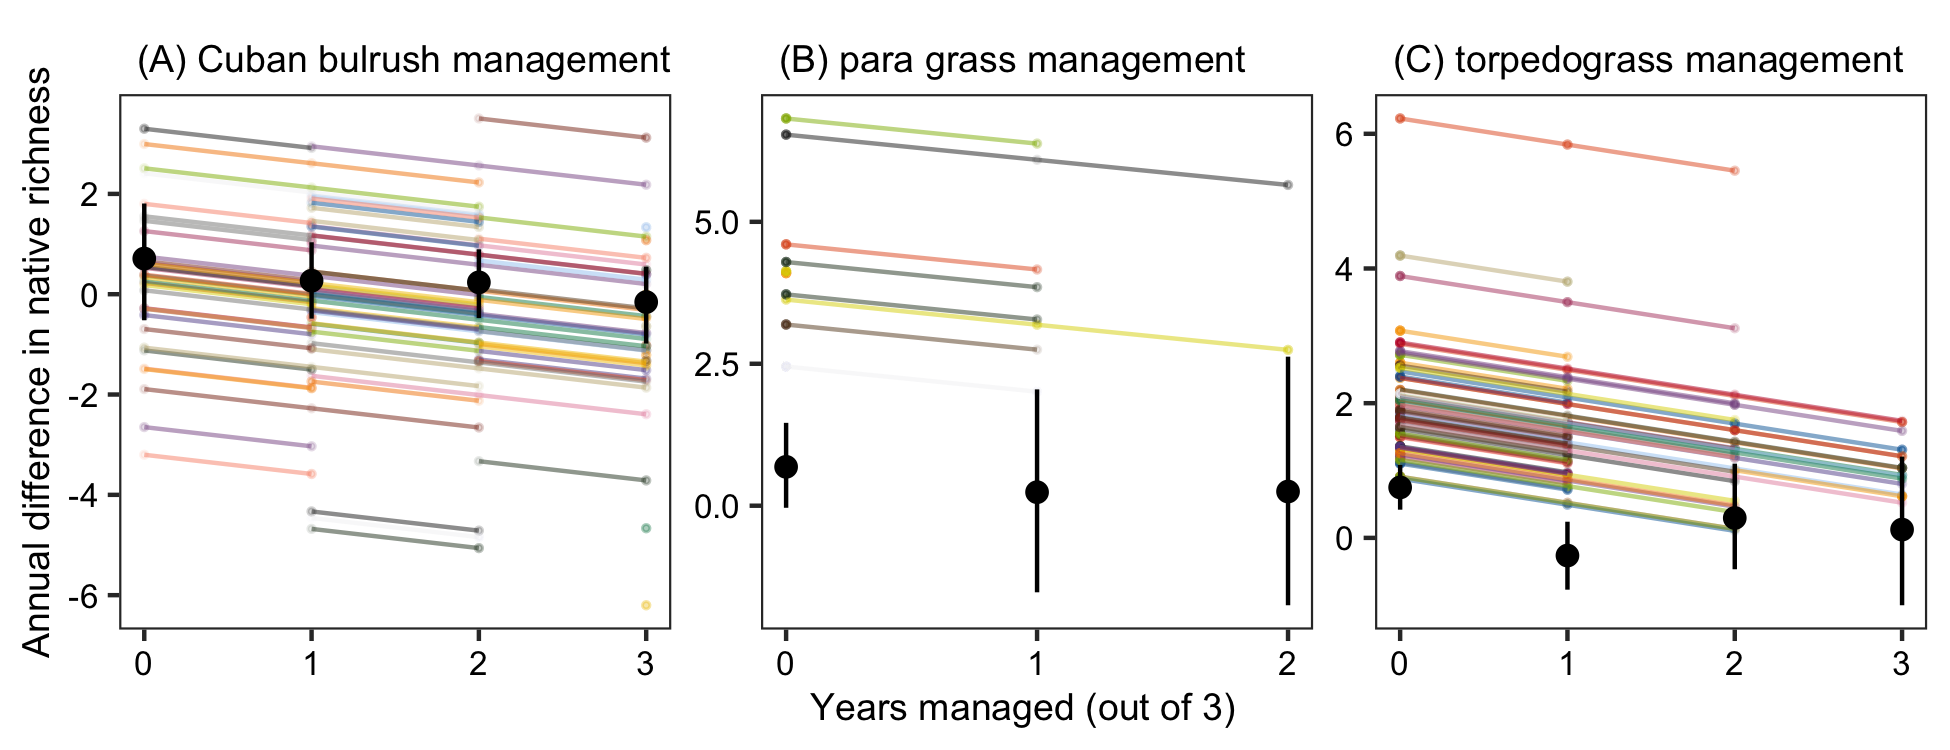 (A) Cuban bulrush management
(B) para grass management
(C) torpedograss management
Annual difference in native richness
2
0
-2
-4
-6
0 1 2 3
5.0
2.5
0.0
0 1 2
6
4
2
0
0 1 2 3
Years managed (out of 3)